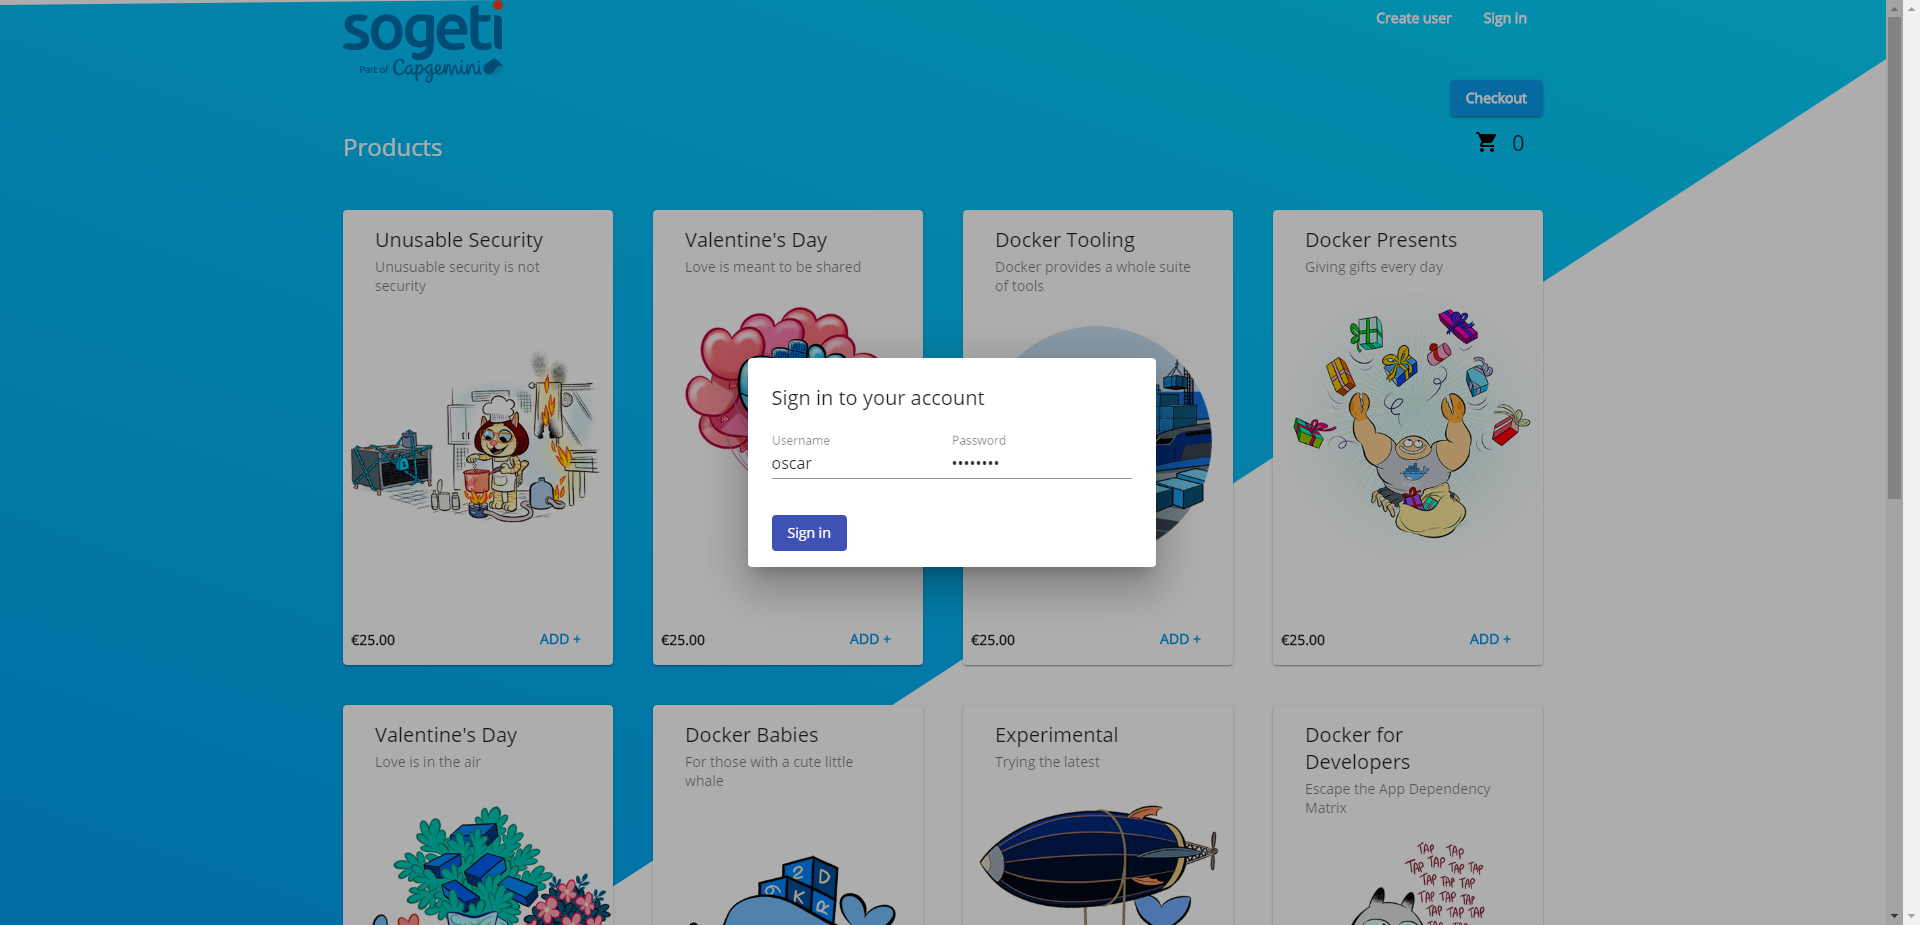 sogeti
Part of Capgemini
Create user
Sign in
Checkout
0
Products
Unusable Security
Unusuable security is not
security
€25.00
ADD +
Valentine's Day
Love is meant to be shared
€25.00
ADD +
Docker Tooling
Docker provides a whole suite
of tools
€25.00
ADD +
Docker Presents
Giving gifts every day
€25.00
ADD +
Sign in to your account
Username
oscar
Password
••••••••
Sign in
Valentine's Day
Love is in the air
Docker Babies
For those with a cute little
whale
2 D
9 K R
Experimental
Trying the latest
Docker for
Developers
Escape the App Dependency
Matrix
TAP TAP
TAP TAP TAP TAP
TAP TAP TAP
TAP TAP TAP
TAP TAP TAP
TAP